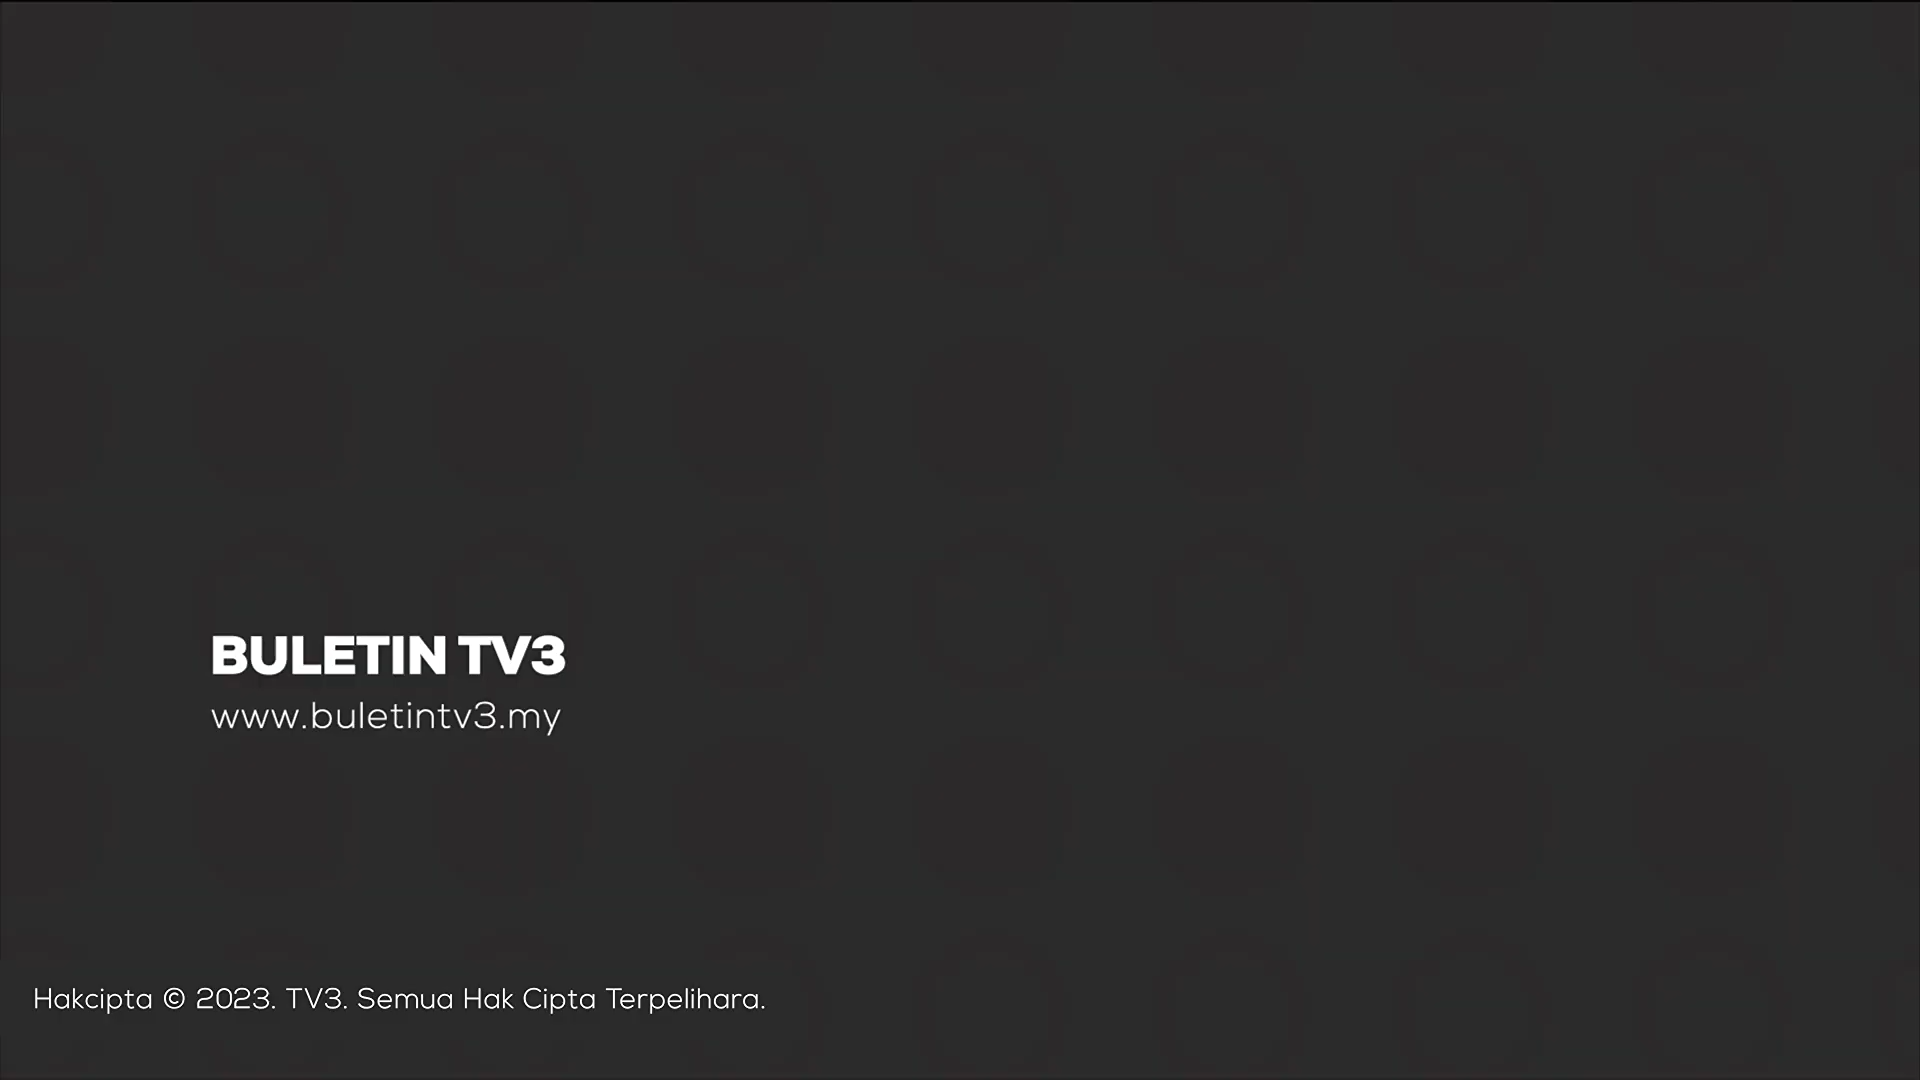 BULETIN TV3
www.buletintv3.my
Hakcipta © 2023. TV3. Semua Hak Cipta Terpelihara.